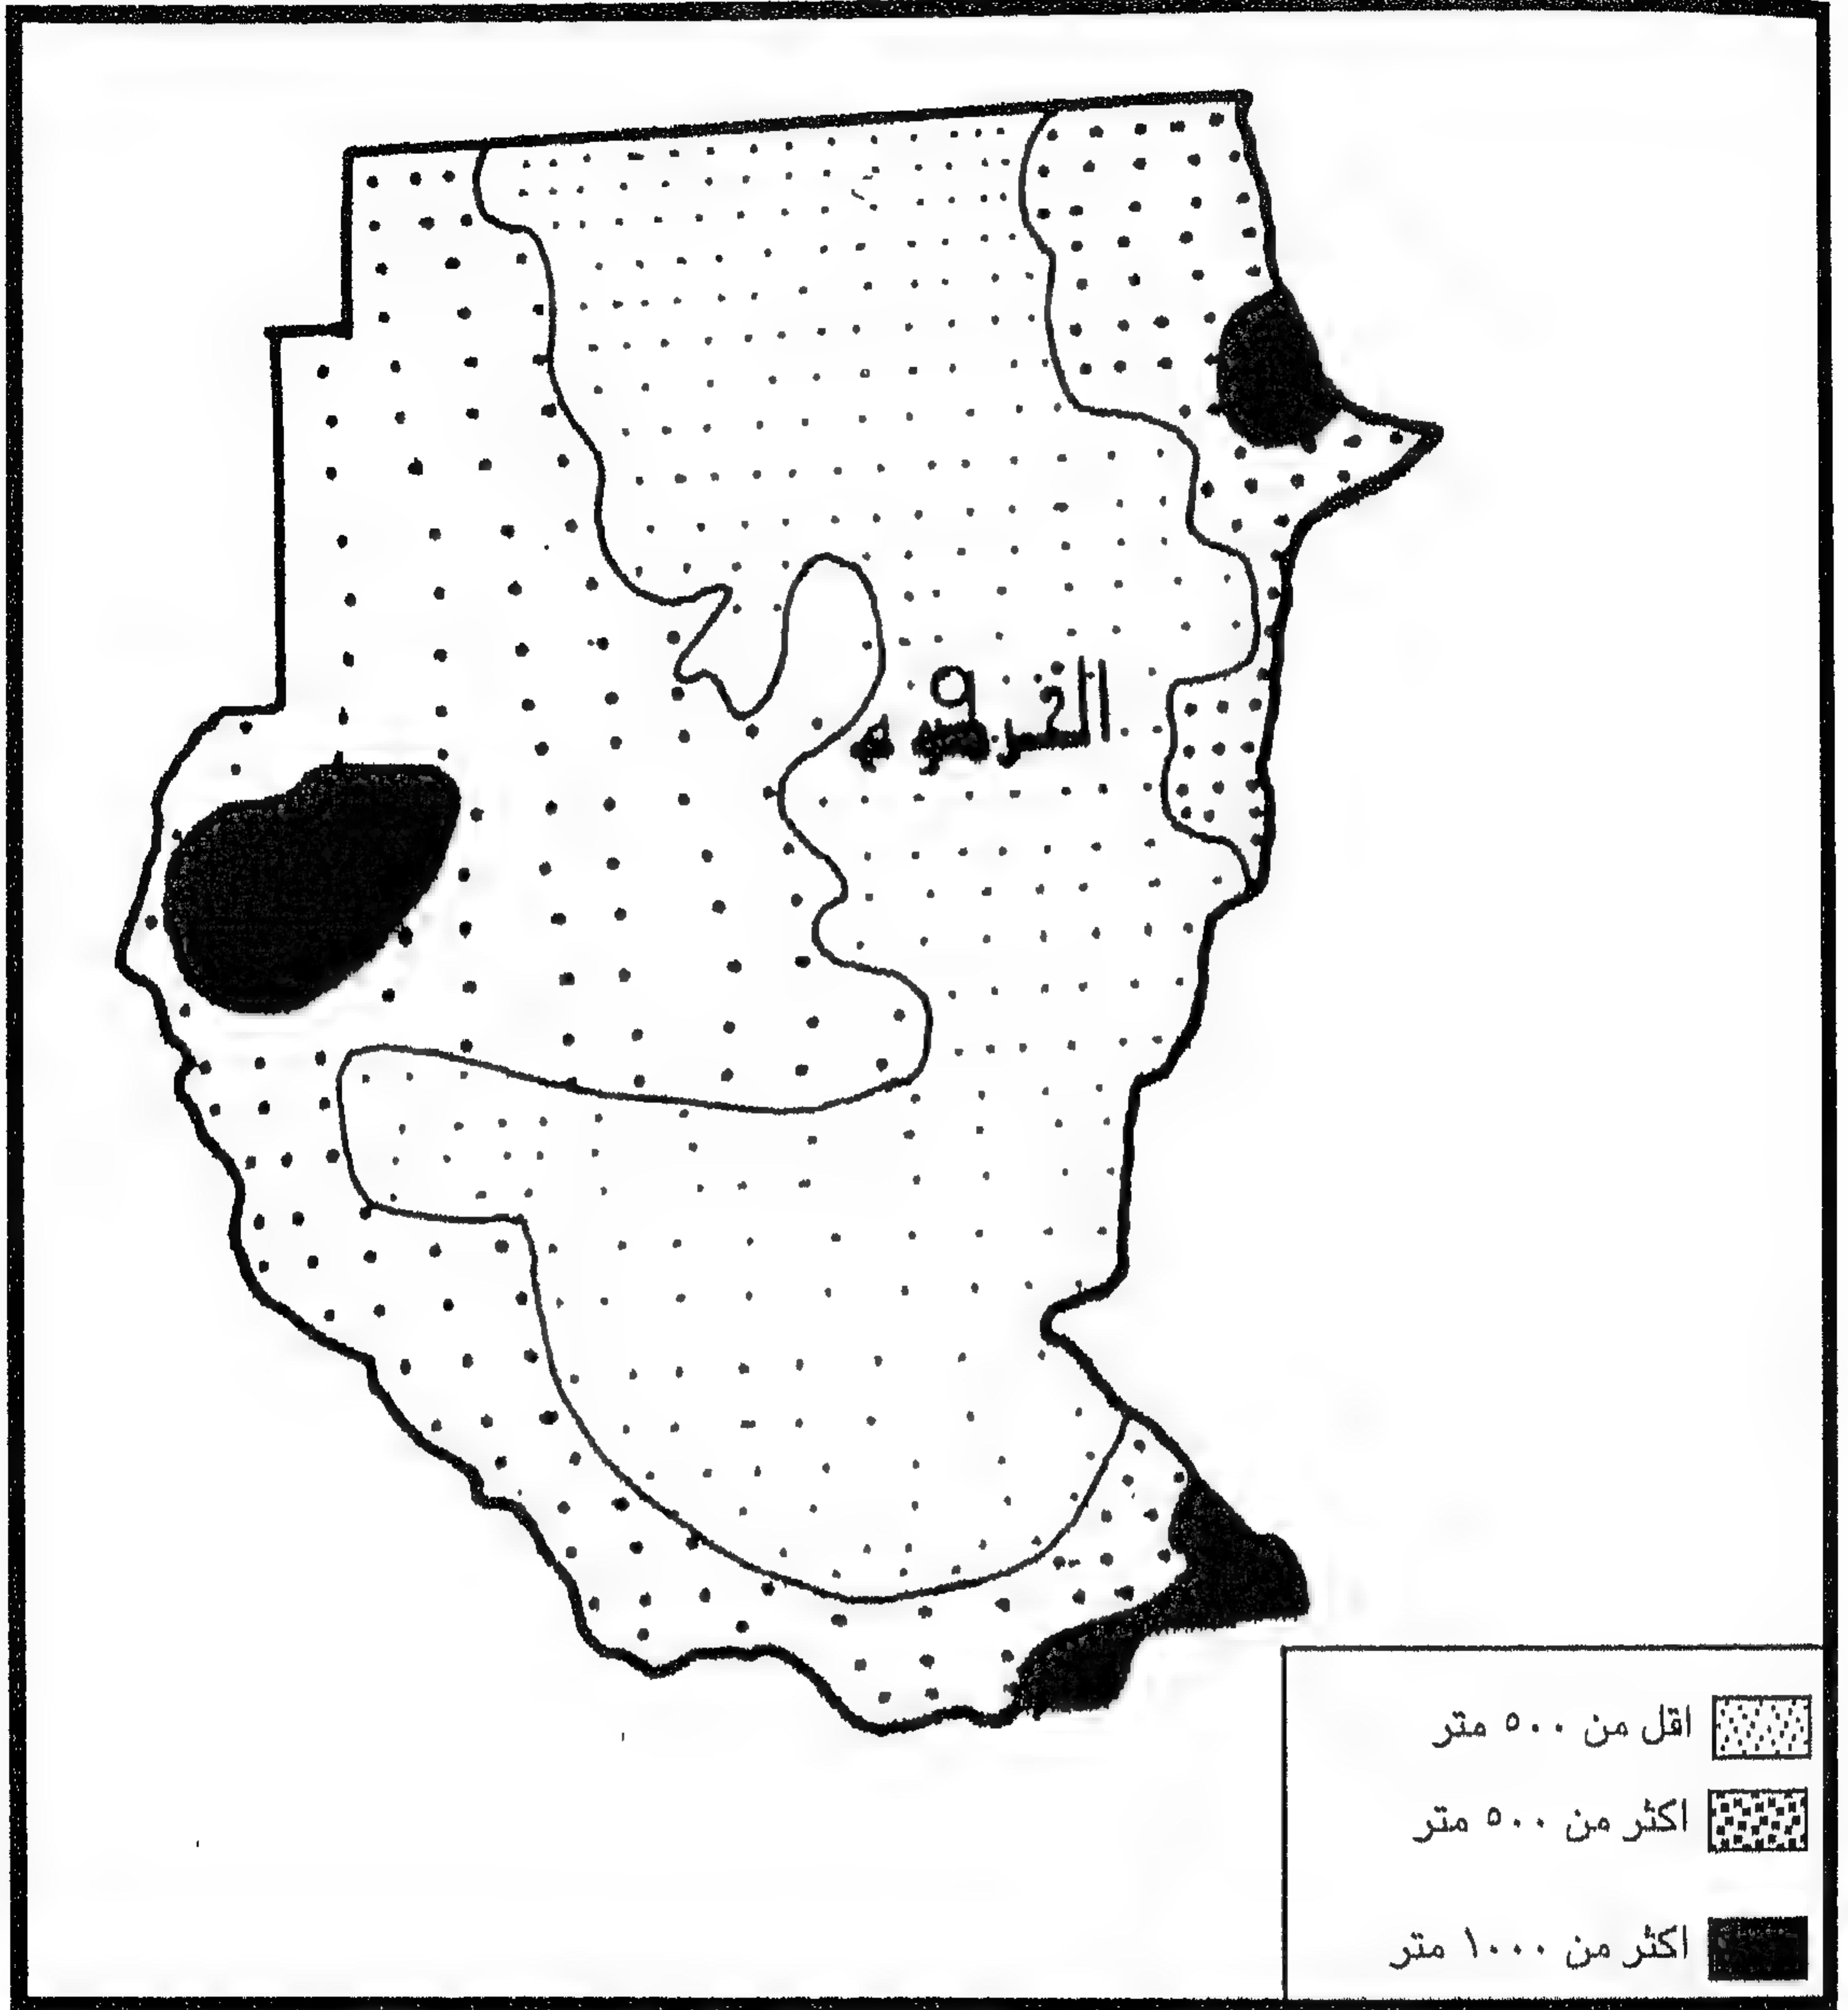 الخرطوم
اقل من ٥٠٠ متر
اكثر من ٥٠٠ متر
اكثر من ١٠٠٠ متر